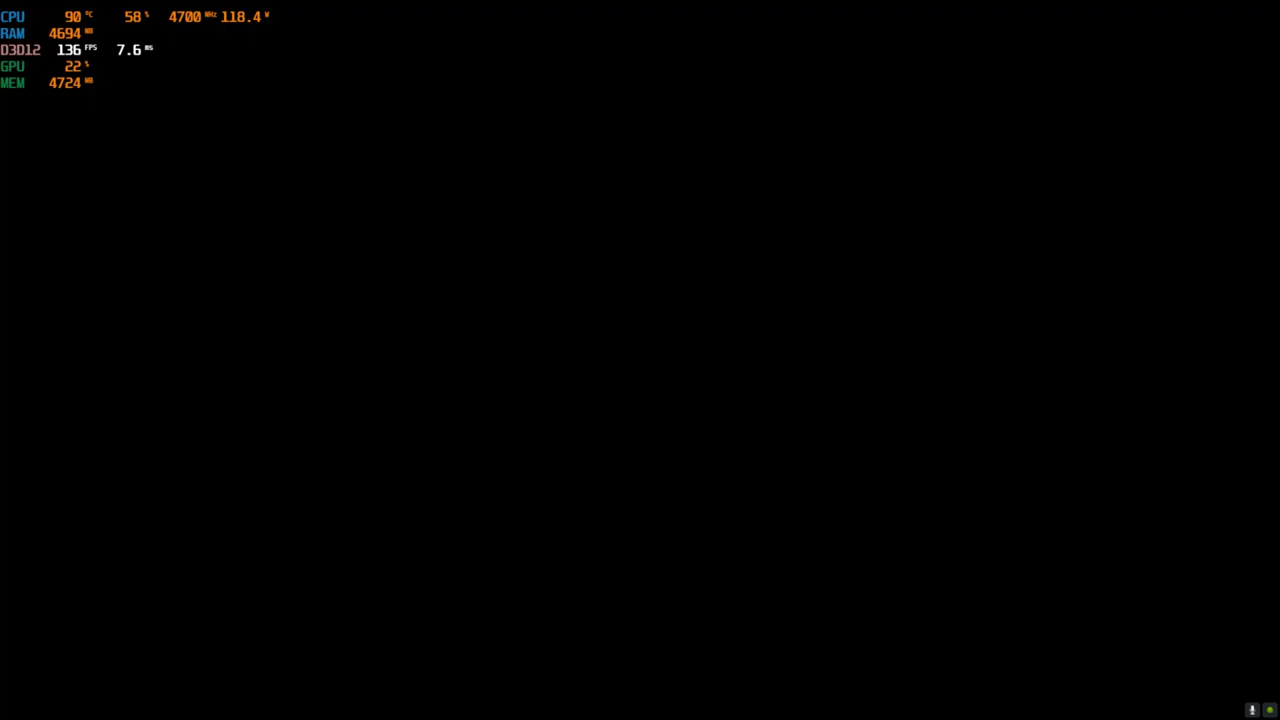 CPU 90 °C 58 % 4700 MHz 118.4 W
RAM 4694 MB
D3D12 136 FPS 7.6 ms
GPU 22 %
MEM 4724 MB